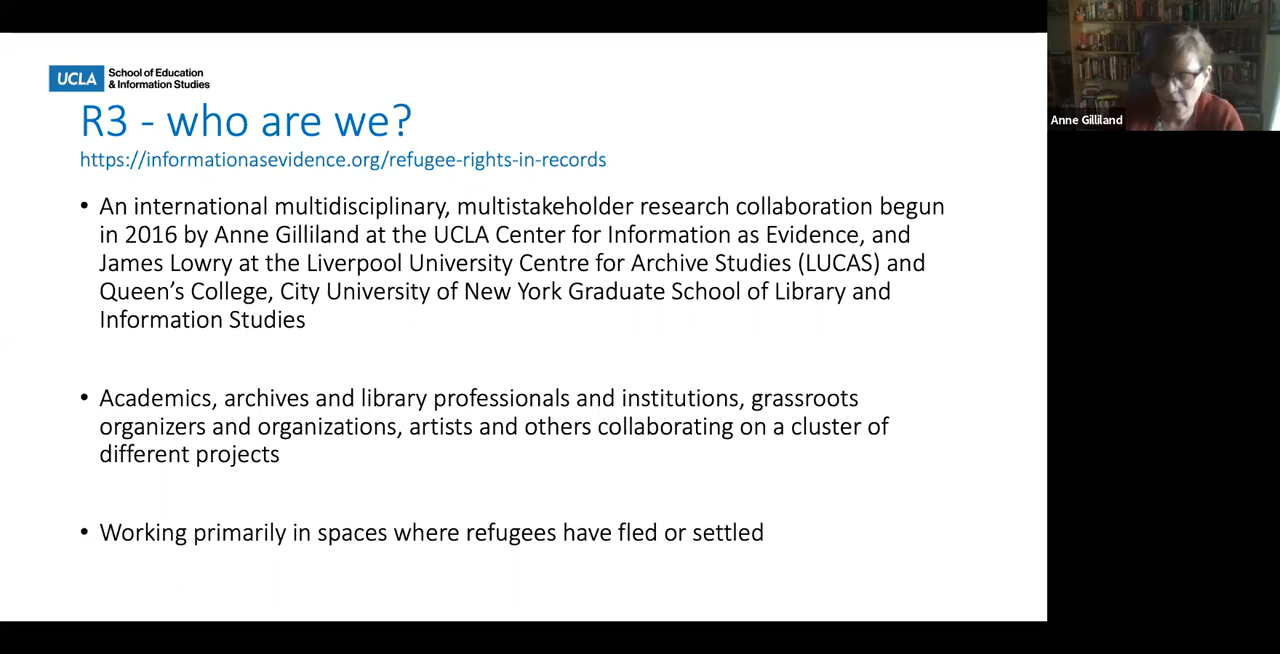 UCLA School of Education
& Information Studies
R3 - who are we?
https://informationasevidence.org/refugee-rights-in-records
• An international multidisciplinary, multistakeholder research collaboration begun
in 2016 by Anne Gilliland at the UCLA Center for Information as Evidence, and
James Lowry at the Liverpool University Centre for Archive Studies (LUCAS) and
Queen’s College, City University of New York Graduate School of Library and
Information Studies
• Academics, archives and library professionals and institutions, grassroots
organizers and organizations, artists and others collaborating on a cluster of
different projects
• Working primarily in spaces where refugees have fled or settled
Anne Gilliland